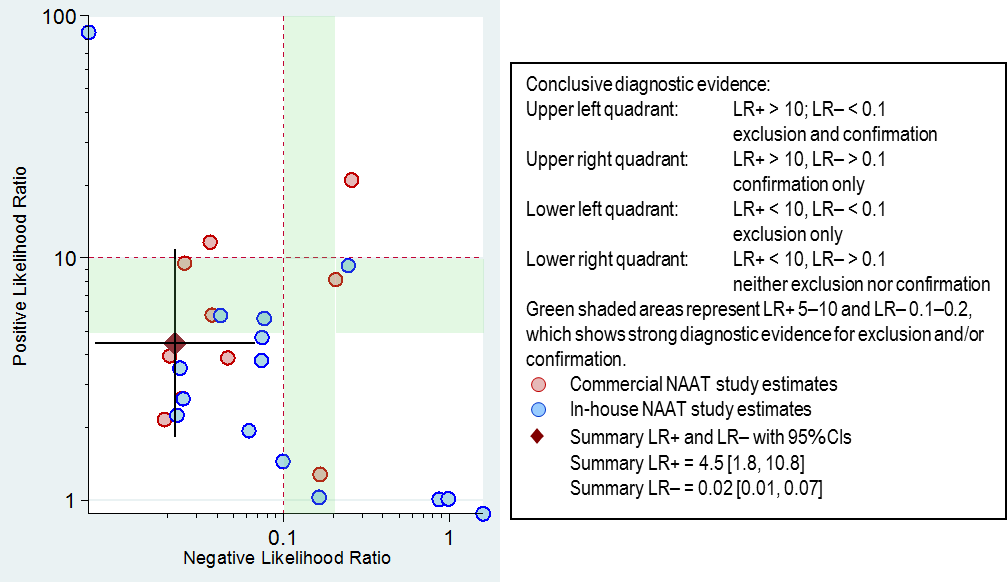 100
10
1
Positive Likelihood Ratio
0.1
1
Negative Likelihood Ratio
Conclusive diagnostic evidence:
Upper left quadrant: LR+ > 10; LR– < 0.1
exclusion and confirmation
Upper right quadrant: LR+ > 10, LR– > 0.1
confirmation only
Lower left quadrant: LR+ < 10, LR– < 0.1
exclusion only
Lower right quadrant: LR+ < 10, LR– > 0.1
neither exclusion nor confirmation
Green shaded areas represent LR+ 5–10 and LR– 0.1–0.2,
which shows strong diagnostic evidence for exclusion and/or
confirmation.
Commercial NAAT study estimates
In-house NAAT study estimates
Summary LR+ and LR– with 95% CIs
Summary LR+ = 4.5 [1.8, 10.8]
Summary LR– = 0.02 [0.01, 0.07]